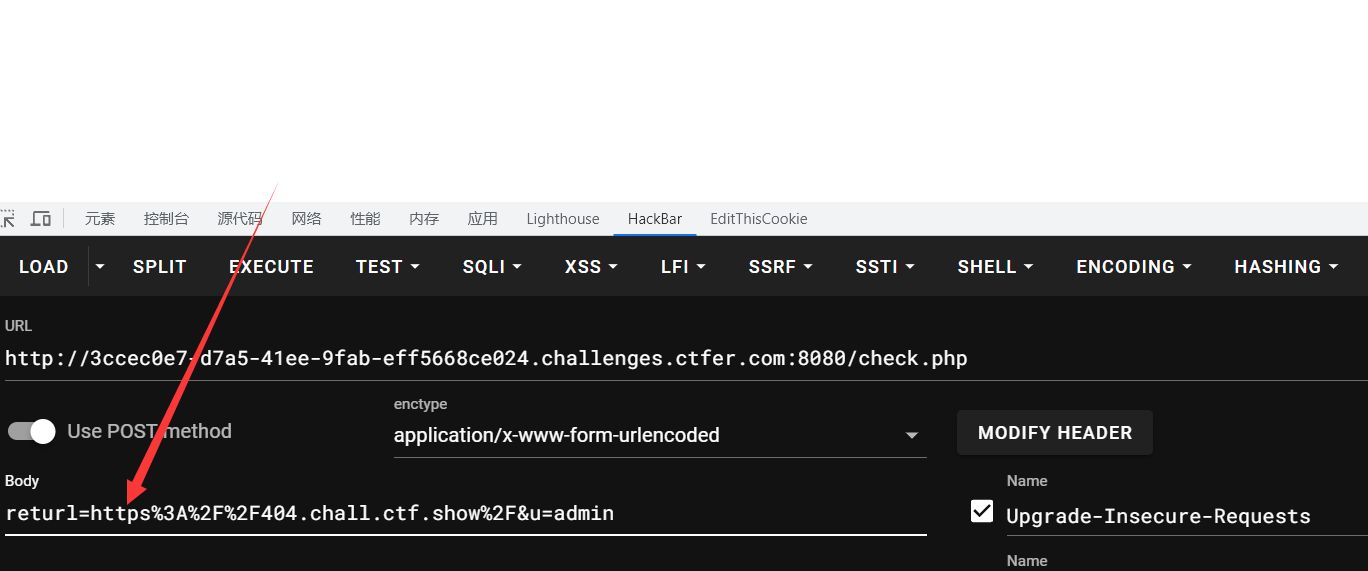 元素 控制台 源代码 网络 性能 内存 应用 Lighthouse HackBar EditThisCookie
LOAD SPLIT EXECUTE TEST SQLI XSS LFI SSRF SSTI SHELL ENCODING HASHING
URL
http://3ccec0e7-d7a5-41ee-9fab-eff5668ce024.challenges.ctfer.com:8080/check.php
enctype
Use POST method application/x-www-form-urlencoded MODIFY HEADER
Body Name
returl=https%3A%2F%2F404.chall.ctf.show%2F&u=admin Upgrade-Insecure-Requests
Name